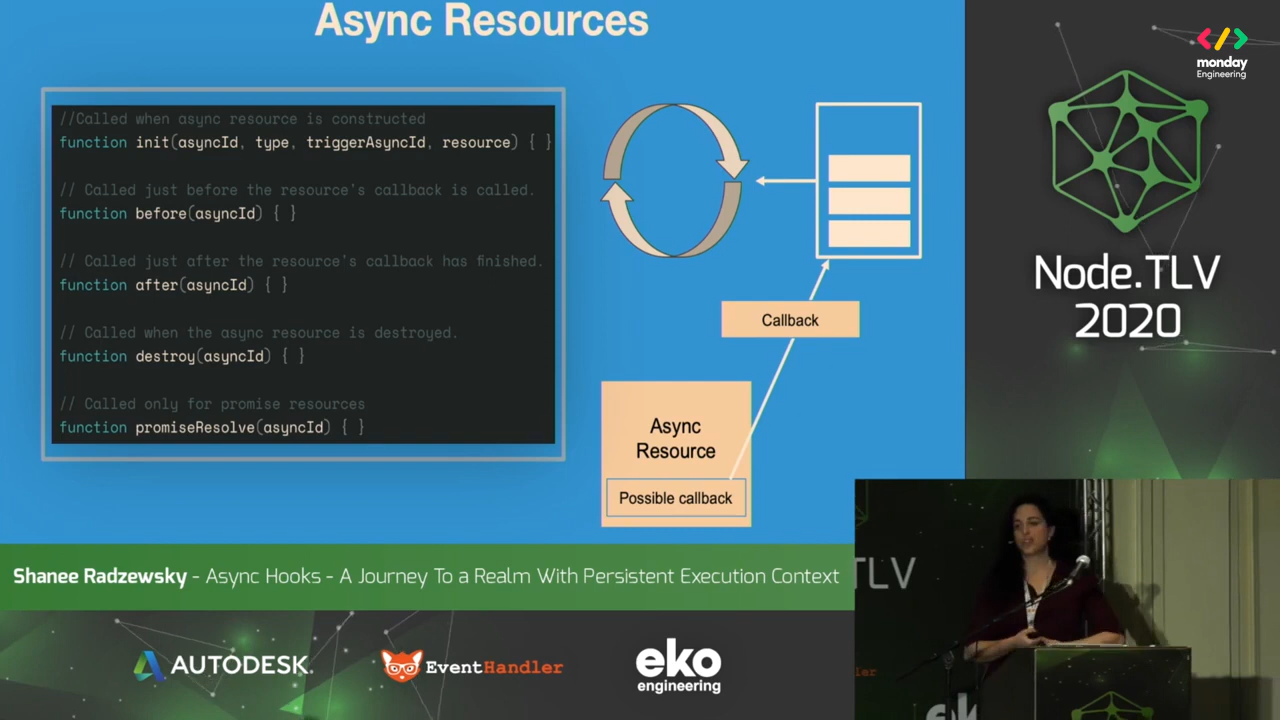 Async Resources
//Called when async resource is constructed
function init(asyncId, type, triggerAsyncId, resource) { }
// Called just before the resource's callback is called.
function before(asyncId) { }
// Called just after the resource's callback has finished.
function after(asyncId) { }
// Called when the async resource is destroyed.
function destroy(asyncId) { }
// Called only for promise resources
function promiseResolve(asyncId) { }
Callback
Async
Resource
Possible callback
monday
Engineering
Node.TLV
2020
Shanee Radzewsky - Async Hooks - A Journey To a Realm With Persistent Execution Context
TLV
AUTODESK.
EventHandler
eko
engineering